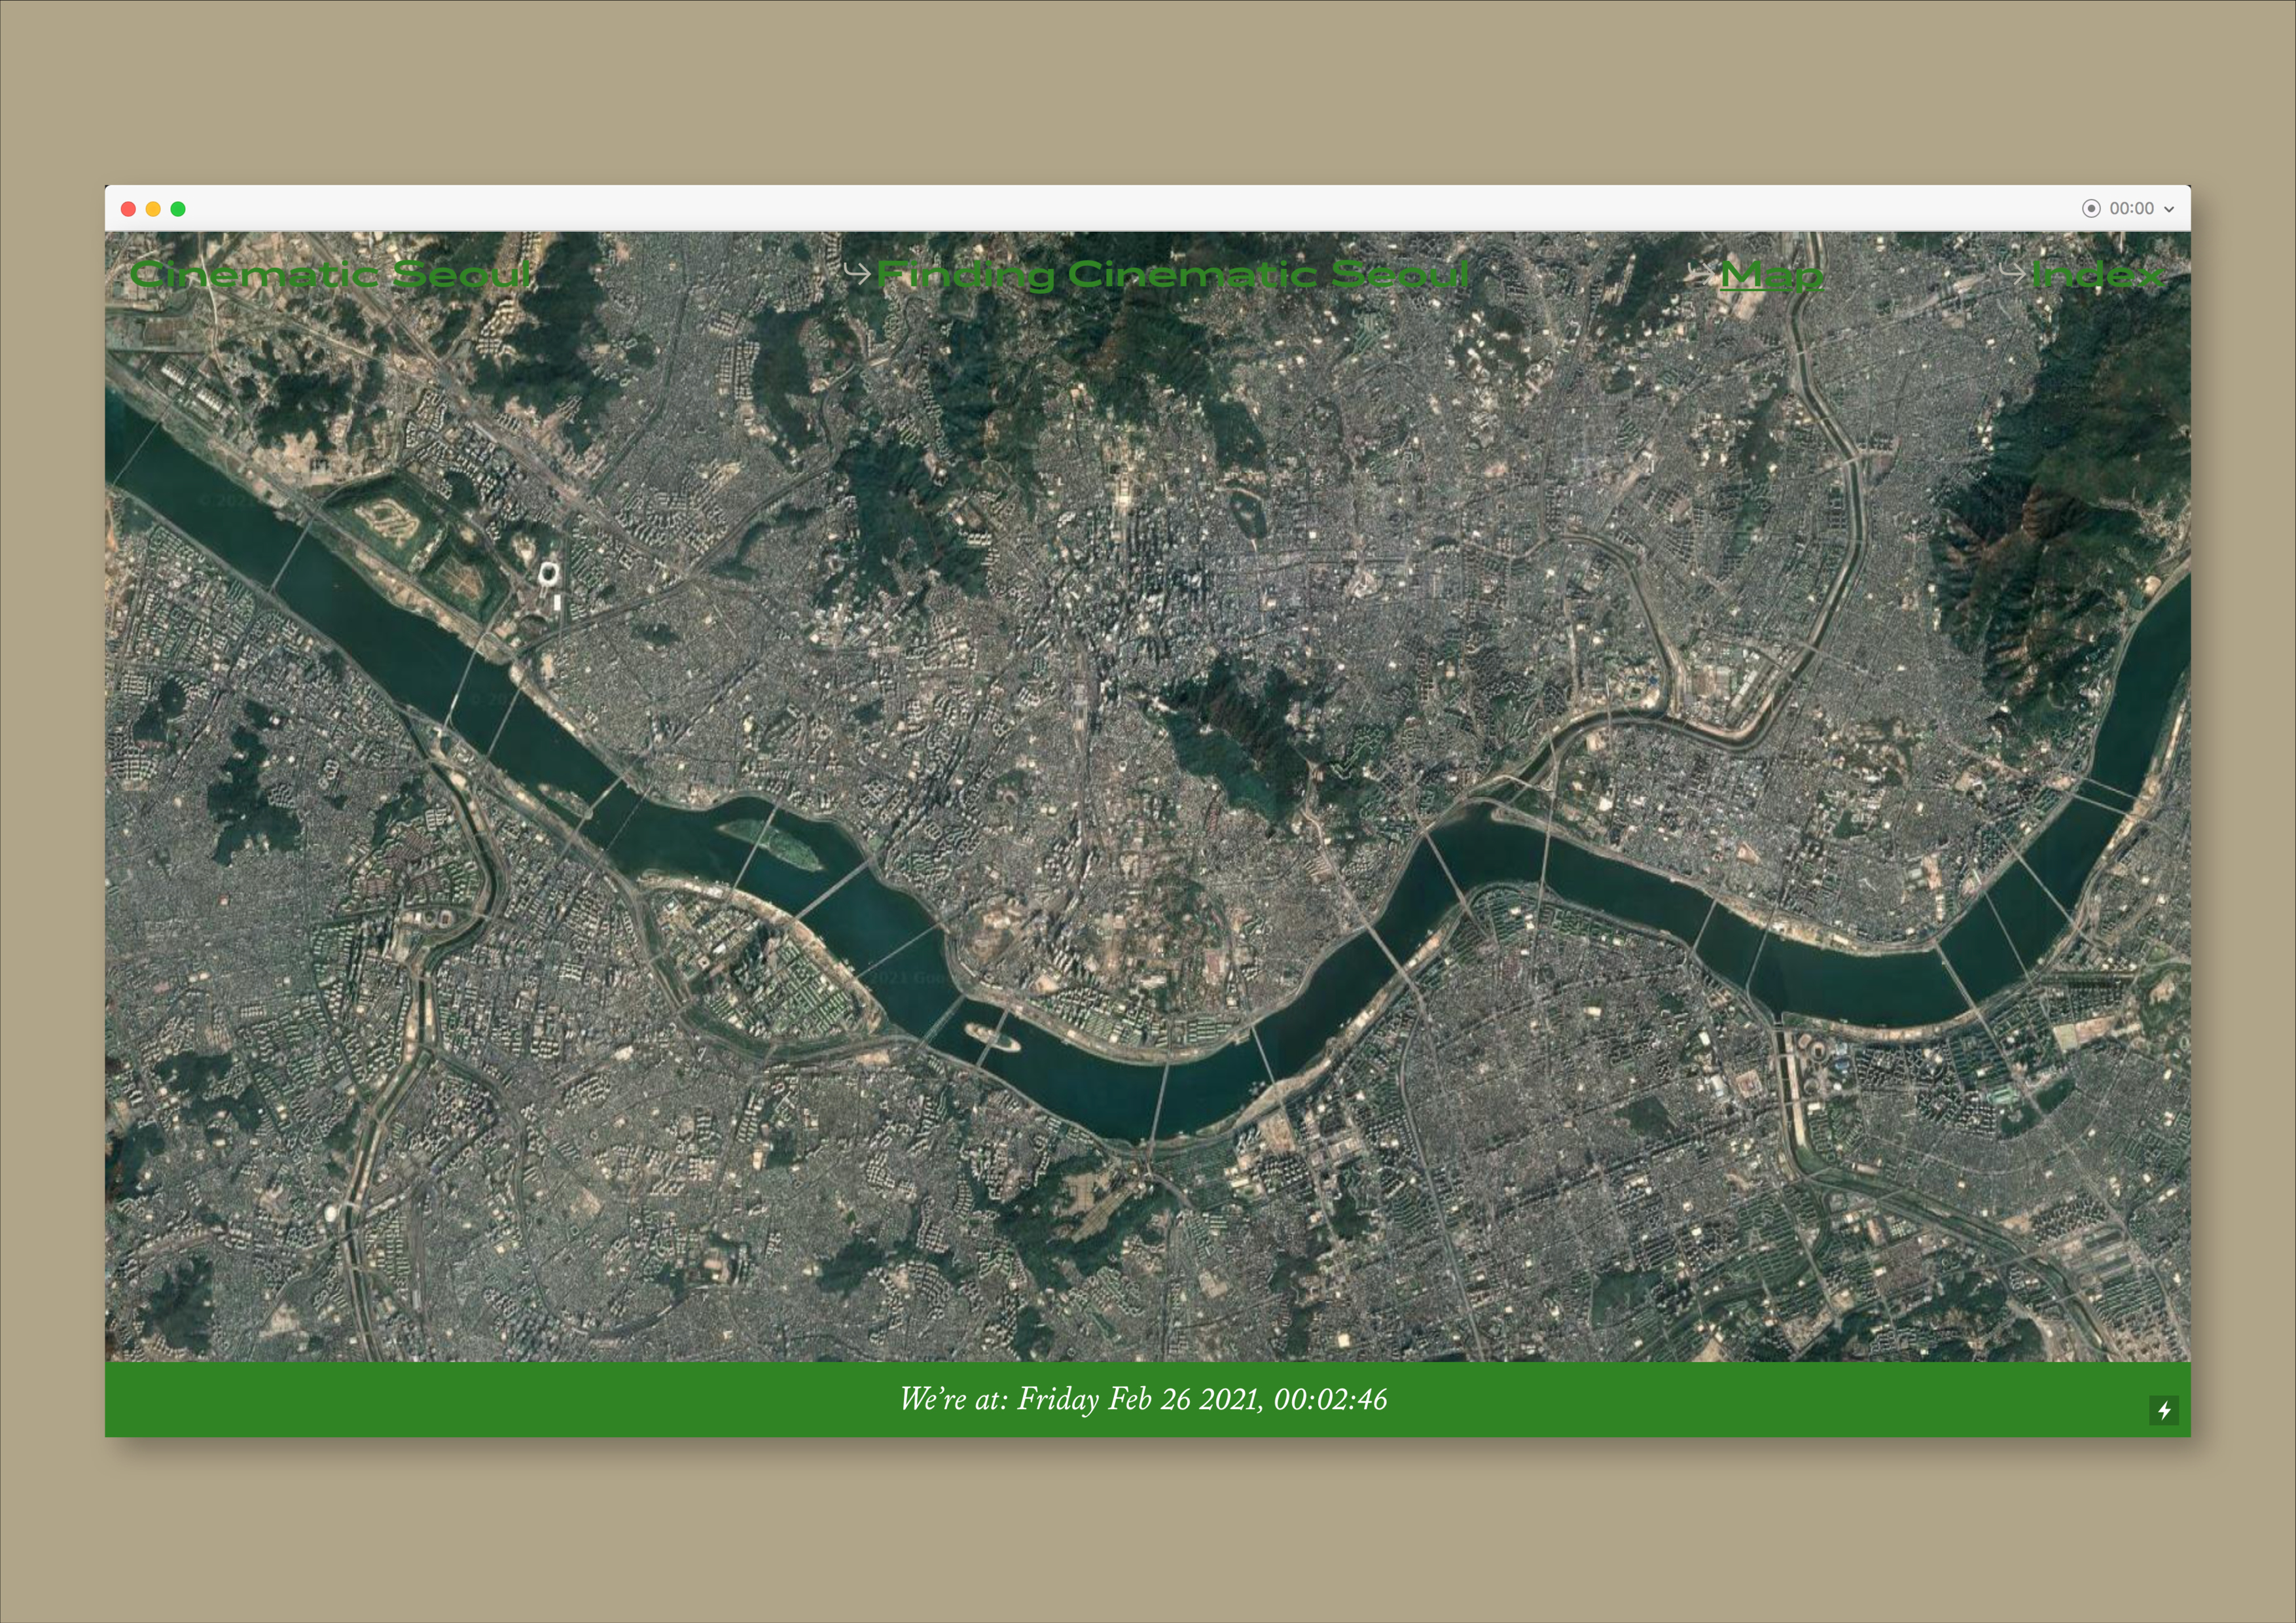 00:00
Cinematic Seoul
↪Finding Cinematic Seoul
↪Map
↪Index
We’re at: Friday Feb 26 2021, 00:02:46